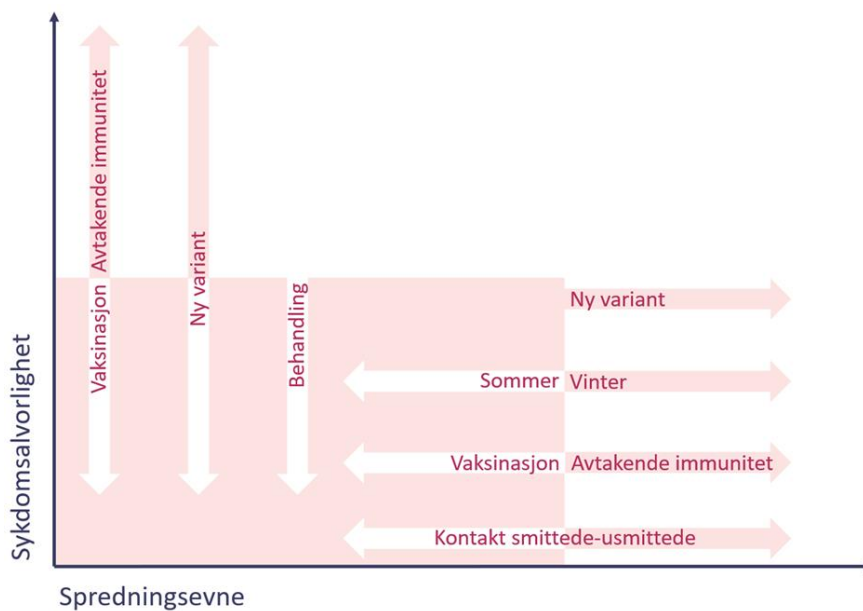 Sykdomsalvorlighet
Vaksinasjon Avtakende immunitet
Ny variant
Behandling
Ny variant
Sommer Vinter
Vaksinasjon Avtakende immunitet
Kontakt smittede-usmittede
Spredningsevne